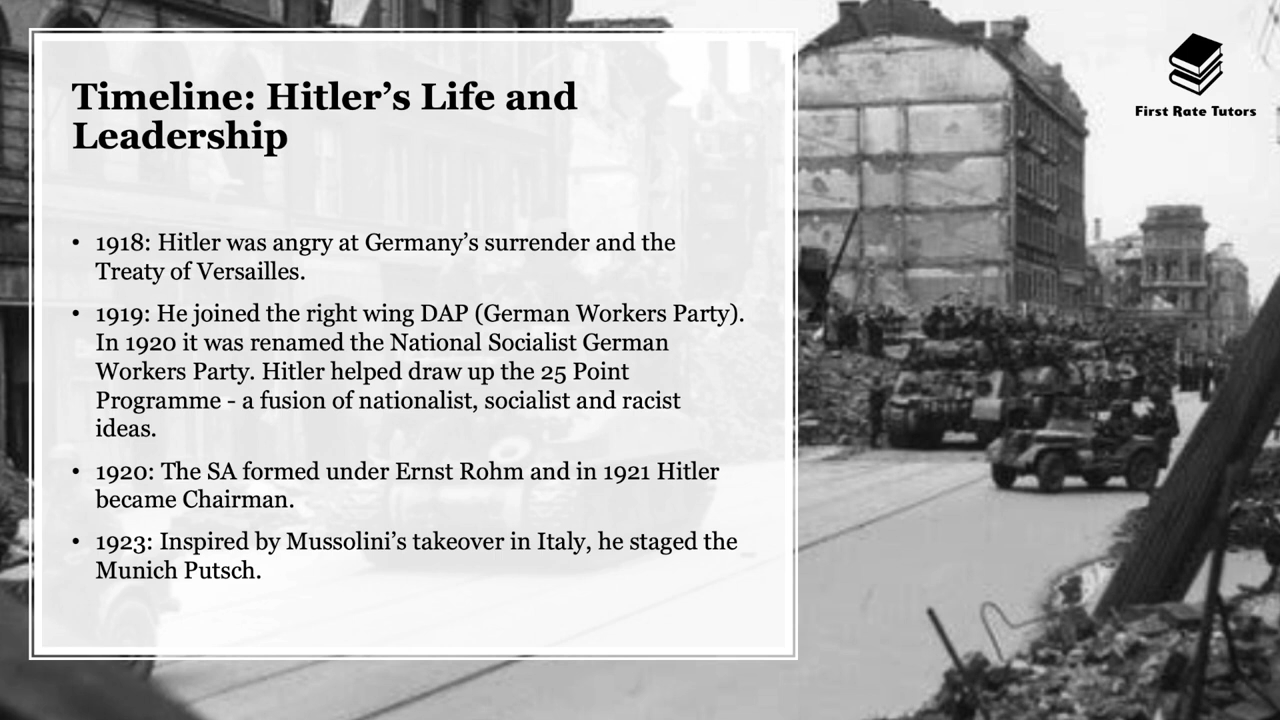 Timeline: Hitler’s Life and
Leadership
• 1918: Hitler was angry at Germany’s surrender and the
Treaty of Versailles.
• 1919: He joined the right wing DAP (German Workers Party).
In 1920 it was renamed the National Socialist German
Workers Party. Hitler helped draw up the 25 Point
Programme - a fusion of nationalist, socialist and racist
ideas.
• 1920: The SA formed under Ernst Rohm and in 1921 Hitler
became Chairman.
• 1923: Inspired by Mussolini’s takeover in Italy, he staged the
Munich Putsch.
First Rate Tutors